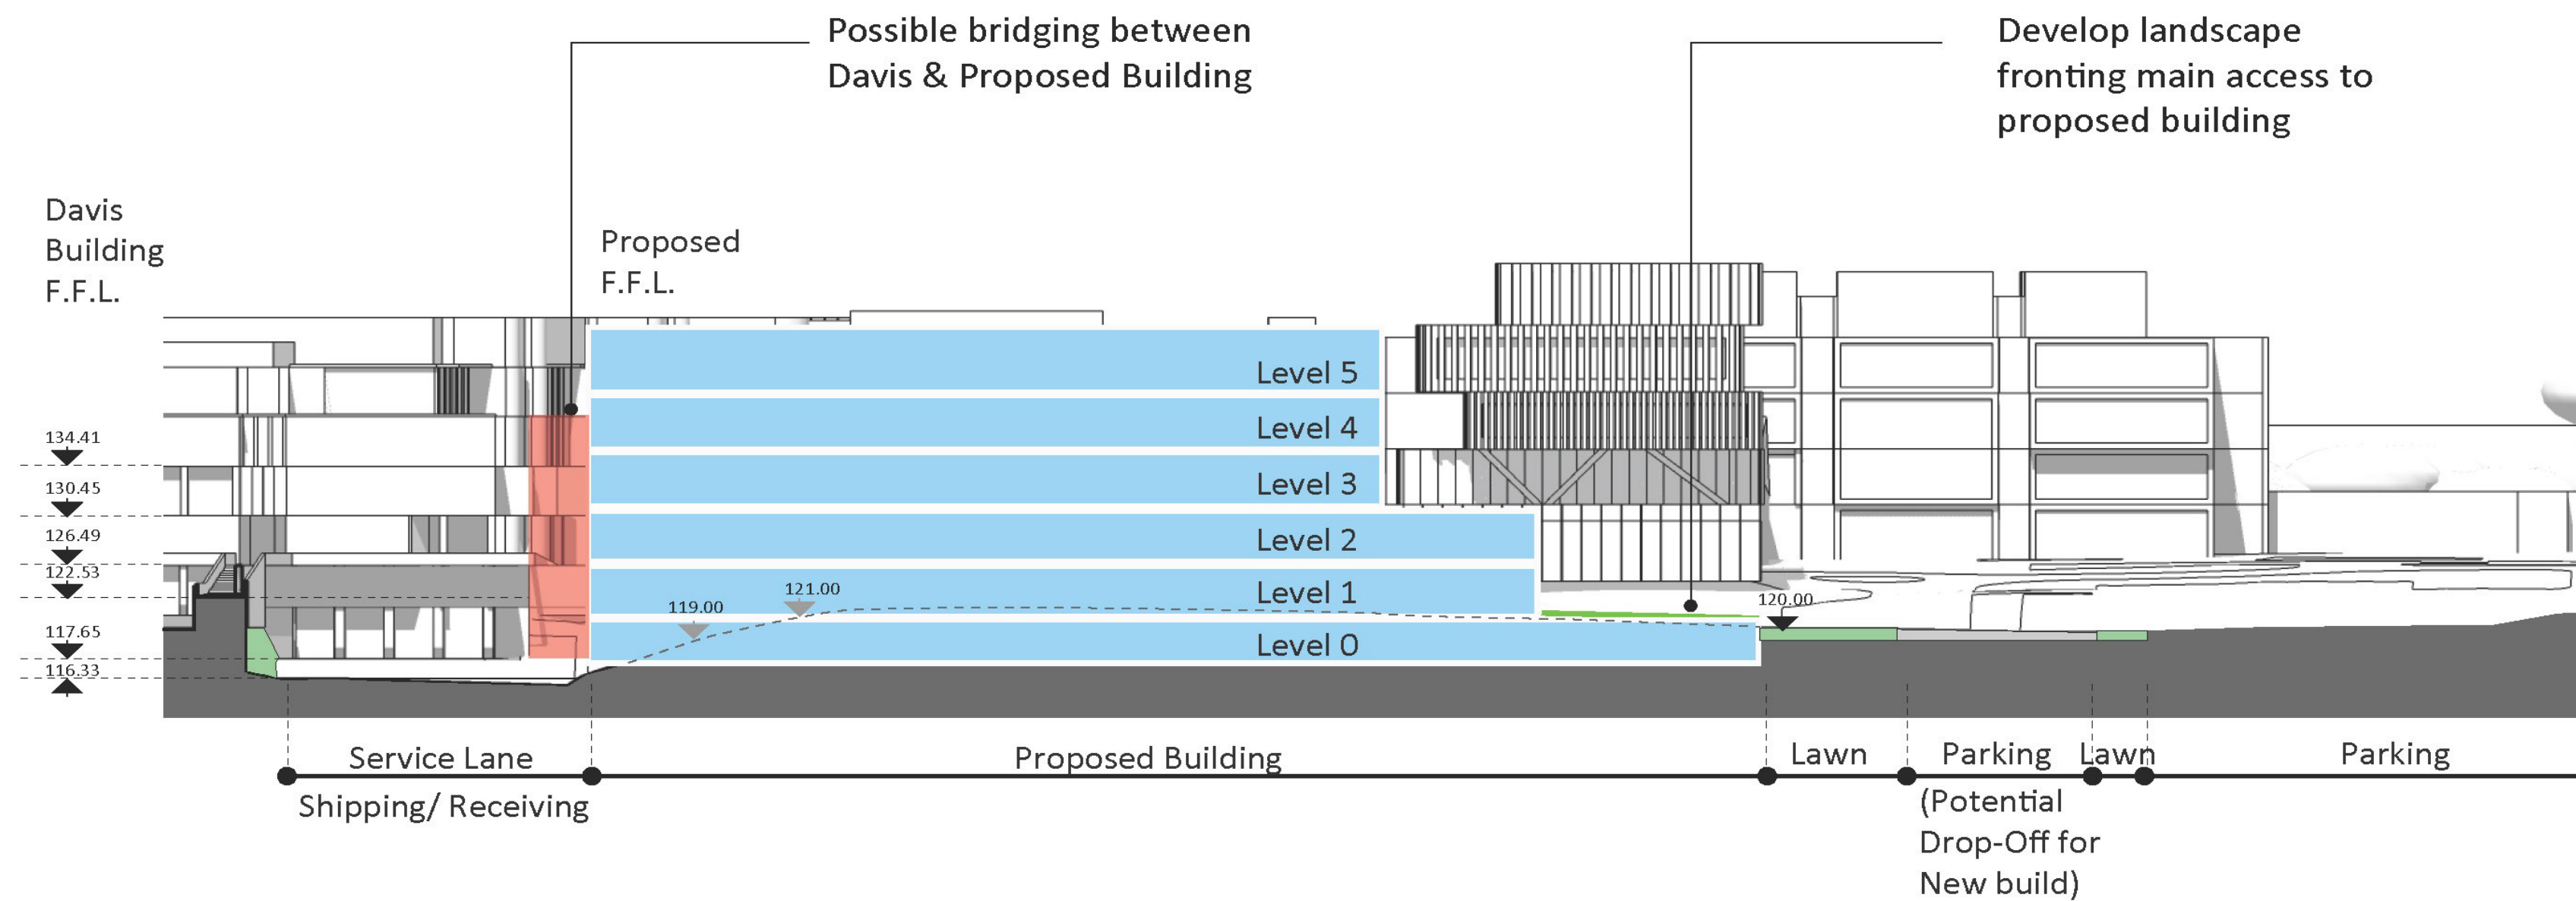 Possible bridging between
Davis & Proposed Building
Develop landscape
fronting main access to
proposed building
Davis
Building
F.F.L.
Proposed
F.F.L.
Level 5
Level 4
Level 3
Level 2
Level 1
Level 0
134.41
130.45
126.49
122.53
117.65
116.33
119.00
121.00
120.00
Service Lane
Shipping/ Receiving
Proposed Building
Lawn
Parking
(Potential
Drop-Off for
New build)
Lawn
Parking